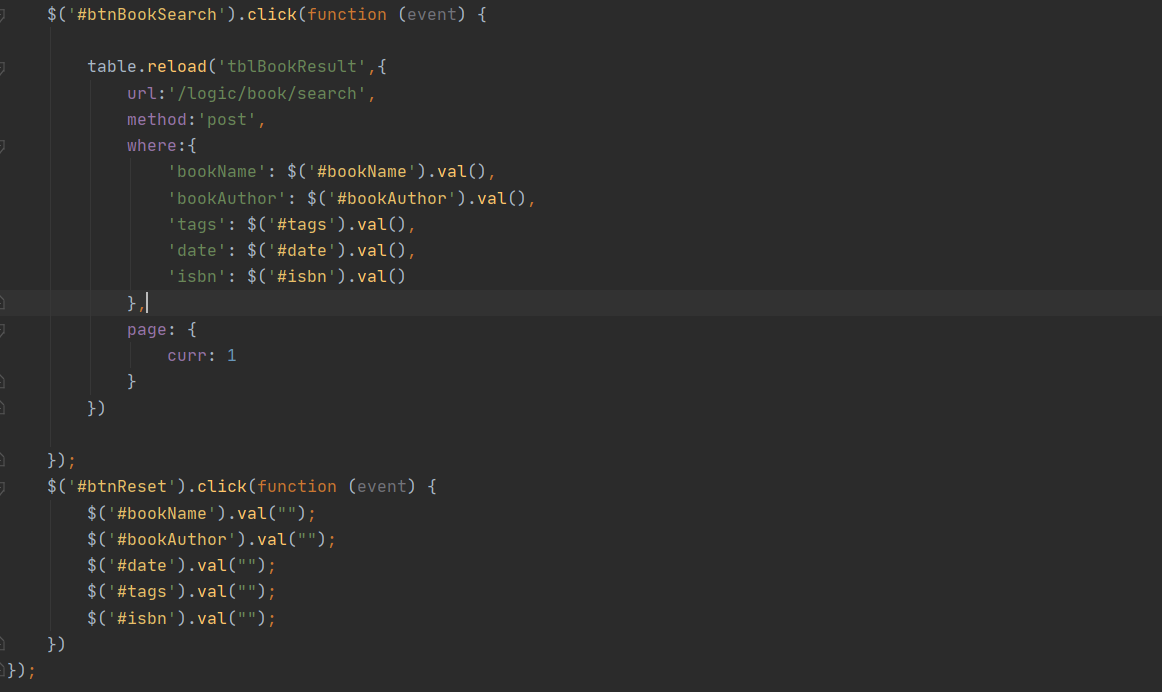 $('#btnBookSearch').click(function (event) {
table.reload('tblBookResult',{
url:'/logic/book/search',
method:'post',
where:{
'bookName': $('#bookName').val(),
'bookAuthor': $('#bookAuthor').val(),
'tags': $('#tags').val(),
'date': $('#date').val(),
'isbn': $('#isbn').val()
},
page: {
curr: 1
}
})
});
$('#btnReset').click(function (event) {
$('#bookName').val("");
$('#bookAuthor').val("");
$('#date').val("");
$('#tags').val("");
$('#isbn').val("");
})
});